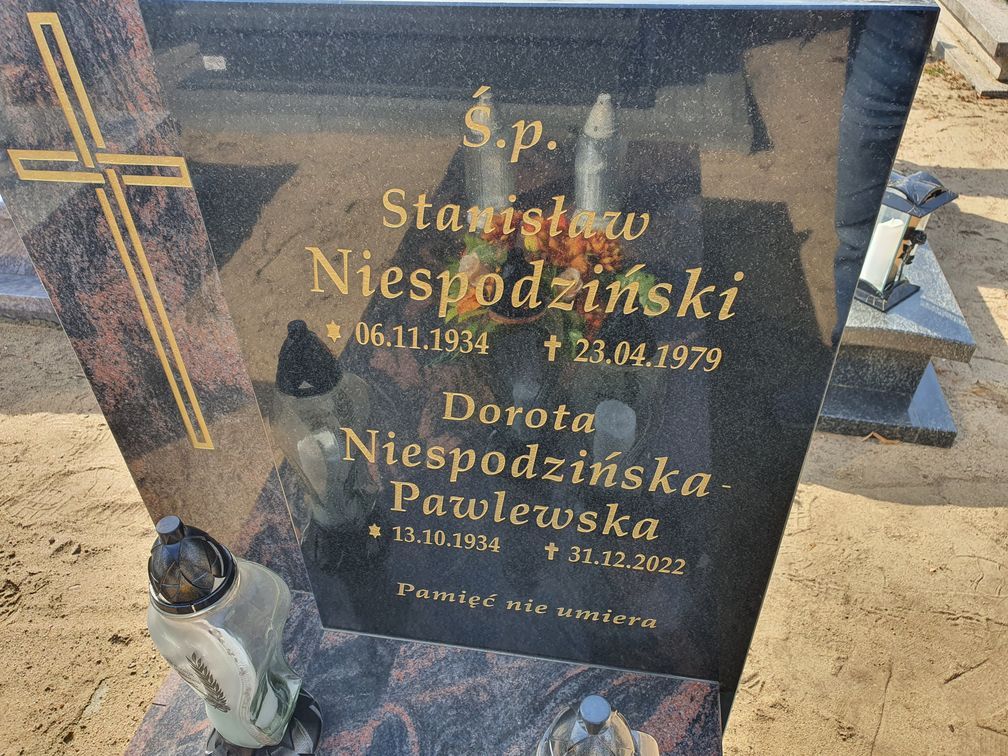 Ś.p.
Stanisław
Niespodziński
✡ 06.11.1934 ✝ 23.04.1979
Dorota
Niespodzińska-
Pawlewska
✡ 13.10.1934 ✝ 31.12.2022
Pamięć nie umiera